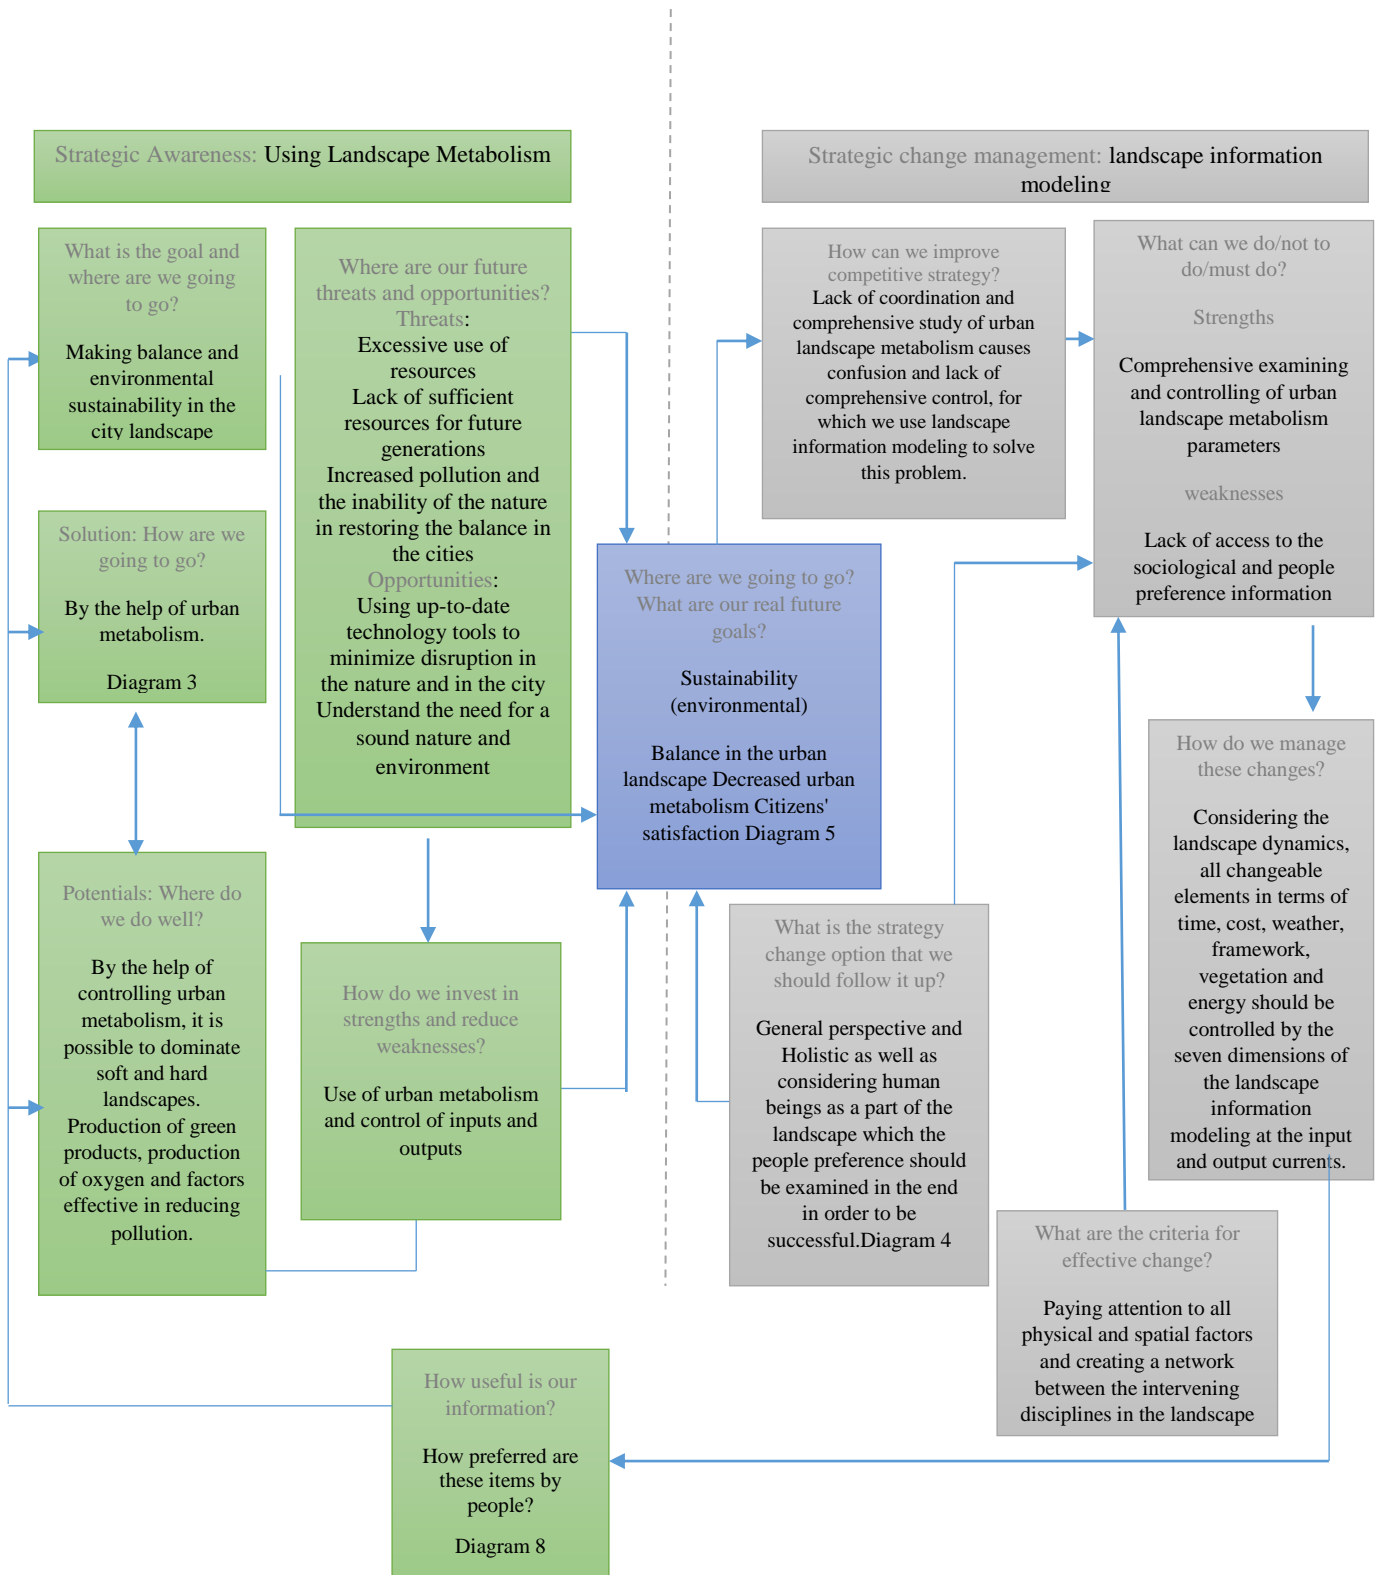 Strategic Awareness: Using Landscape Metabolism
Strategic change management: landscape information
modeling
What is the goal and
where are we going
to go?
Making balance and
environmental
sustainability in the
city landscape
Where are our future
threats and opportunities?
Threats:
Excessive use of
resources
Lack of sufficient
resources for future
generations
Increased pollution and
the inability of the nature
in restoring the balance in
the cities
Opportunities:
Using up-to-date
technology tools to
minimize disruption in
the nature and in the city
Understand the need for a
sound nature and
environment
Solution: How are we
going to go?
By the help of urban
metabolism.
Diagram 3
Potentials: Where do
we do well?
By the help of
controlling urban
metabolism, it is
possible to dominate
soft and hard
landscapes.
Production of green
products, production
of oxygen and factors
effective in reducing
pollution.
How do we invest in
strengths and reduce
weaknesses?
Use of urban metabolism
and control of inputs and
outputs
Where are we going to go?
What are our real future
goals?
Sustainability
(environmental)
Balance in the urban
landscape Decreased urban
metabolism Citizens'
satisfaction Diagram 5
How can we improve
competitive strategy?
Lack of coordination and
comprehensive study of urban
landscape metabolism causes
confusion and lack of
comprehensive control, for
which we use landscape
information modeling to solve
this problem.
What can we do/not to
do/must do?
Strengths
Comprehensive examining
and controlling of urban
landscape metabolism
parameters
weaknesses
Lack of access to the
sociological and people
preference information
How do we manage
these changes?
Considering the
landscape dynamics,
all changeable
elements in terms of
time, cost, weather,
framework,
vegetation and
energy should be
controlled by the
seven dimensions of
the landscape
information
modeling at the input
and output currents.
What is the strategy
change option that we
should follow it up?
General perspective and
Holistic as well as
considering human
beings as a part of the
landscape which the
people preference should
be examined in the end
in order to be
successful.Diagram 4
What are the criteria for
effective change?
Paying attention to all
physical and spatial factors
and creating a network
between the intervening
disciplines in the landscape
How useful is our
information?
How preferred are
these items by
people?
Diagram 8